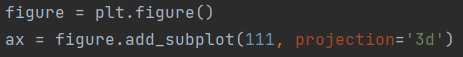 figure = plt.figure()
ax = figure.add_subplot(111, projection='3d')